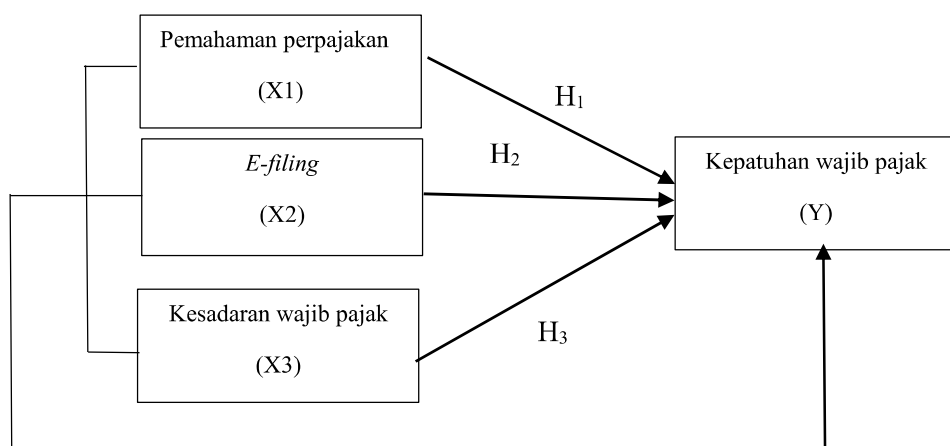 Pemahaman perpajakan
(X1)
H₁
E-filing
(X2)
H₂
Kepatuhan wajib pajak
(Y)
Kesadaran wajib pajak
(X3)
H₃